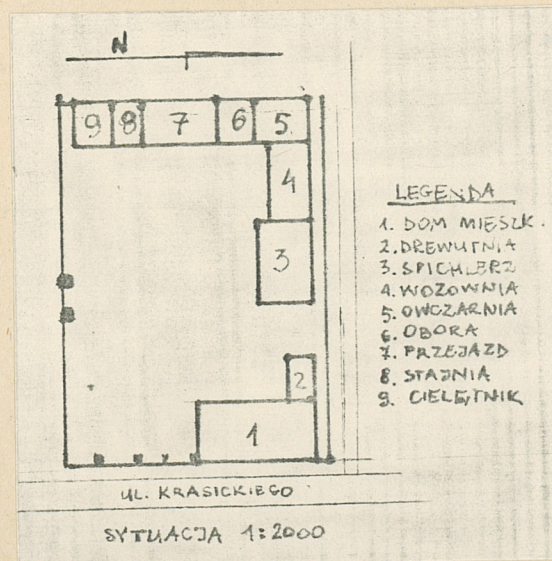 N
9 8 7 6 5
4
3
2
1
LEGENDA
1. DOM MIESZK.
2. DREWUTNIA
3. SPICHLERZ
4. WOZOWNIA
5. OWCZARNIA
6. OBORA
7. PRZEJAZD
8. STAJNIA
9. CIELĘTNIK
UL. KRASICKIEGO
SYTUACJA 1:2000